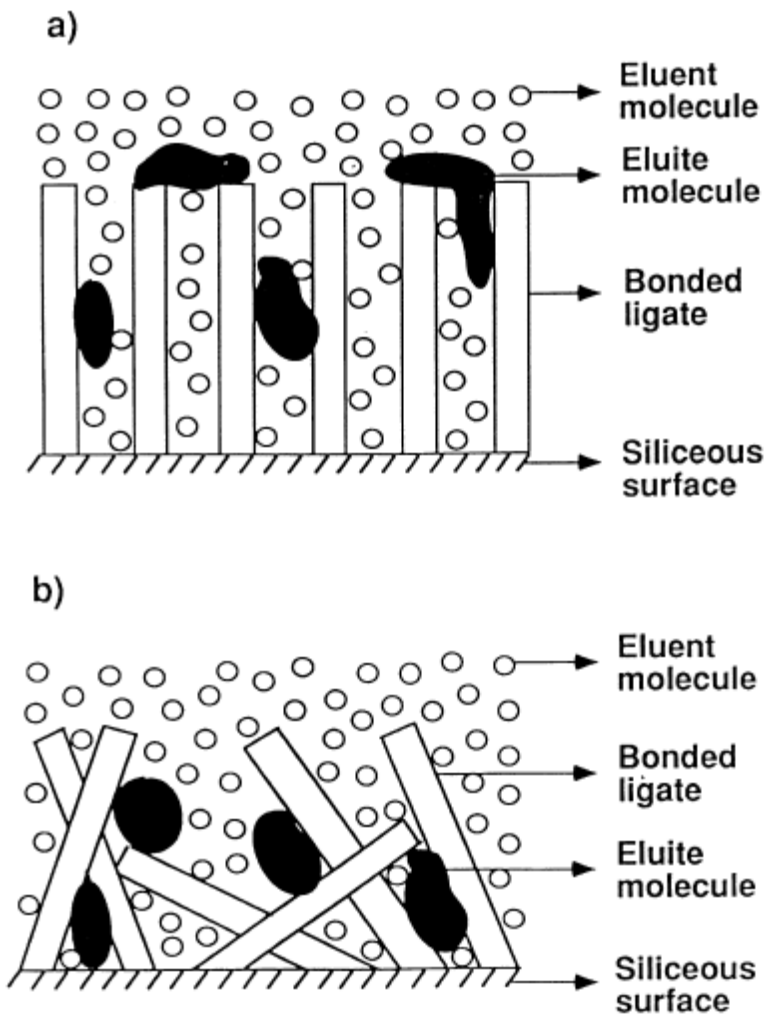 a)
Eluent
molecule
Eluite
molecule
Bonded
ligate
Siliceous
surface
b)
Eluent
molecule
Bonded
ligate
Eluite
molecule
Siliceous
surface